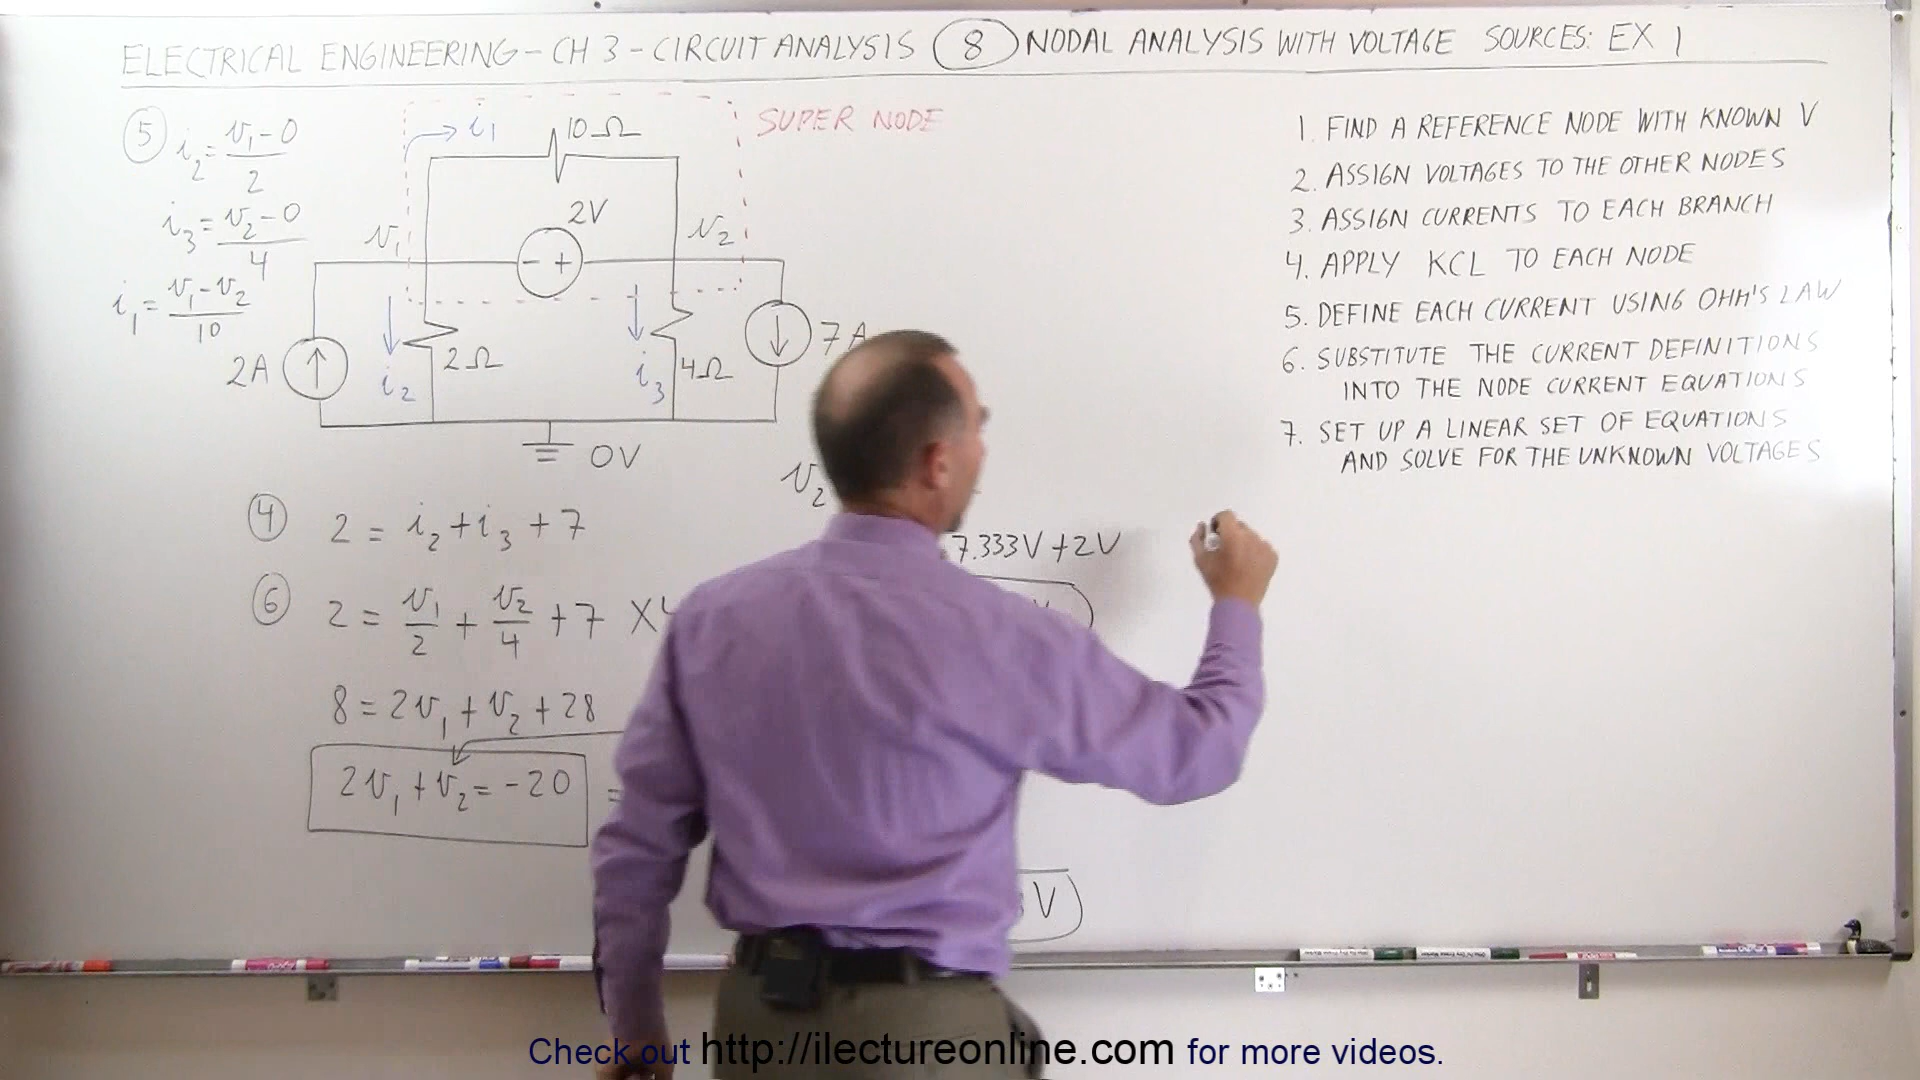 ELECTRICAL ENGINEERING - CH 3 - CIRCUIT ANALYSIS 8 NODAL ANALYSIS WITH VOLTAGE SOURCES: EX 1
5 i2 = v1 - 0 / 2
i3 = v2 - 0 / 4
i1 = v1 - v2 / 10
i1
10 Ω
SUPER NODE
2V
v1
v2
- +
2A
i2
2 Ω
i3
4 Ω
7 A
0V
4 2 = i2 + i3 + 7
6 2 = v1/2 + v2/4 + 7 X4
8 = 2v1 + v2 + 28
2v1 + v2 = -20 =
v2
7.333V + 2V
V
V
1. FIND A REFERENCE NODE WITH KNOWN V
2. ASSIGN VOLTAGES TO THE OTHER NODES
3. ASSIGN CURRENTS TO EACH BRANCH
4. APPLY KCL TO EACH NODE
5. DEFINE EACH CURRENT USING OHM'S LAW
6. SUBSTITUTE THE CURRENT DEFINITIONS
INTO THE NODE CURRENT EQUATIONS
7. SET UP A LINEAR SET OF EQUATIONS
AND SOLVE FOR THE UNKNOWN VOLTAGES
Check out http://ilectureonline.com for more videos.